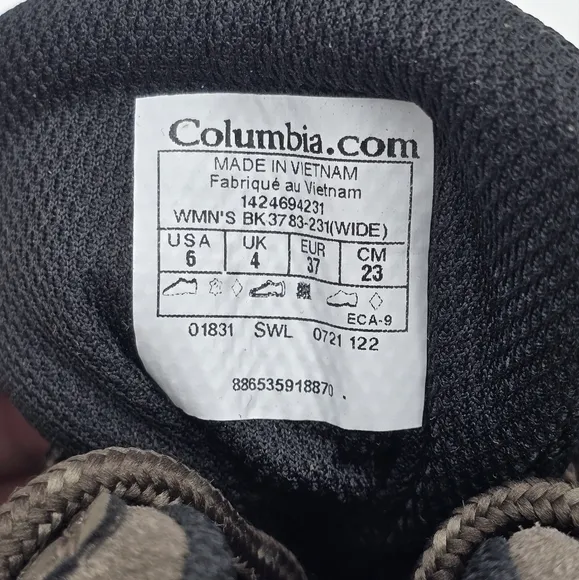 Columbia.com
MADE IN VIETNAM
Fabriqué au Vietnam
1424694231
WMN'S BK3783-231(WIDE)
USA UK EUR CM
6 4 37 23
ECA-9
01831 SWL 0721 122
886535918870